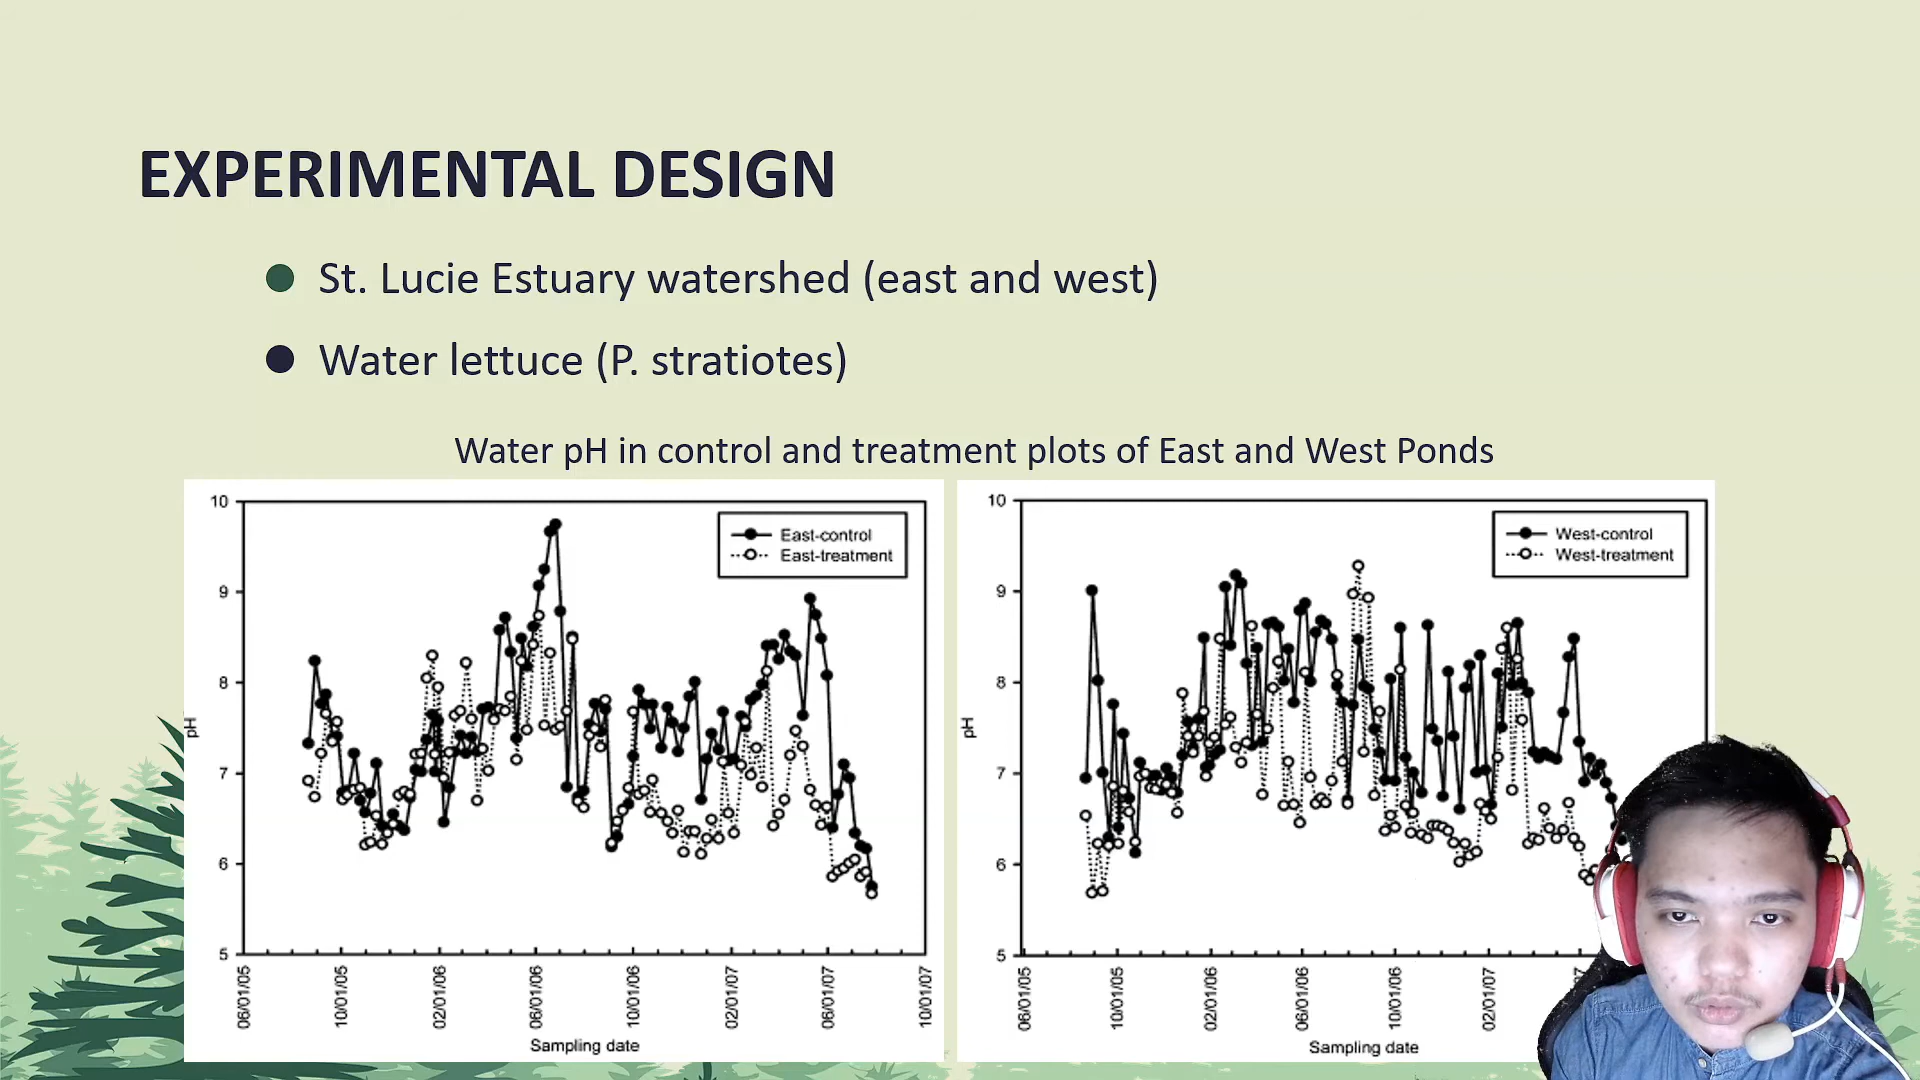 EXPERIMENTAL DESIGN
St. Lucie Estuary watershed (east and west)
Water lettuce (P. stratiotes)
Water pH in control and treatment plots of East and West Ponds
10
9
8
7
6
5
pH
East-control
East-treatment
06/01/05
10/01/05
02/01/06
06/01/06
10/01/06
02/01/07
06/01/07
10/01/07
Sampling date
10
9
8
7
6
5
pH
West-control
West-treatment
06/01/05
10/01/05
02/01/06
06/01/06
10/01/06
02/01/07
Sampling date